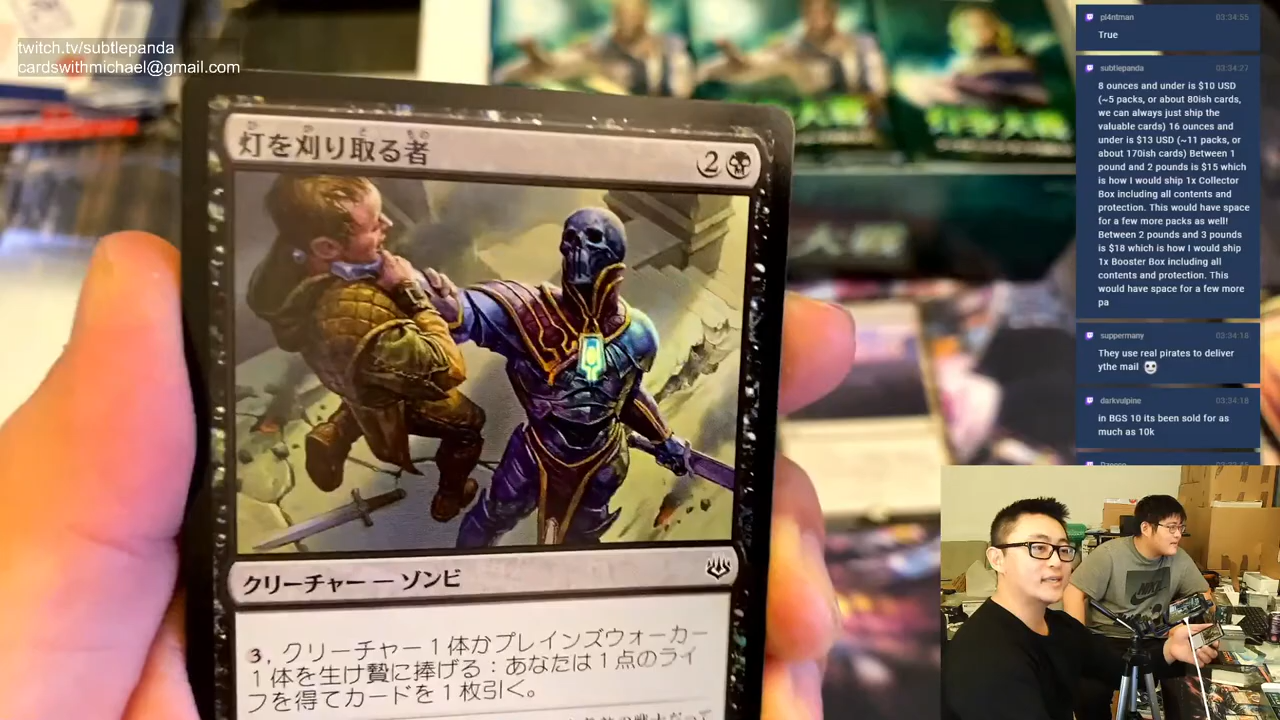 twitch.tv/subtlepanda
cardswithmichael@gmail.com
灯を刈り取る者
2
クリーチャー — ゾンビ
3, クリーチャー1体かプレインズウォーカー
1体を生け贄に捧げる：あなたは1点のライ
フを得てカードを1枚引く。
pl4ntman 03:34:55
True
subtlepanda 03:34:27
8 ounces and under is $10 USD
(~5 packs, or about 80ish cards,
we can always just ship the
valuable cards) 16 ounces and
under is $13 USD (~11 packs, or
about 170ish cards) Between 1
pound and 2 pounds is $15 which
is how I would ship 1x Collector
Box including all contents and
protection. This would have space
for a few more packs as well!
Between 2 pounds and 3 pounds
is $18 which is how I would ship
1x Booster Box including all
contents and protection. This
would have space for a few more
pa
suppermany 03:34:18
They use real pirates to deliver
ythe mail
darkvulpine 03:34:18
in BGS 10 its been sold for as
much as 10k